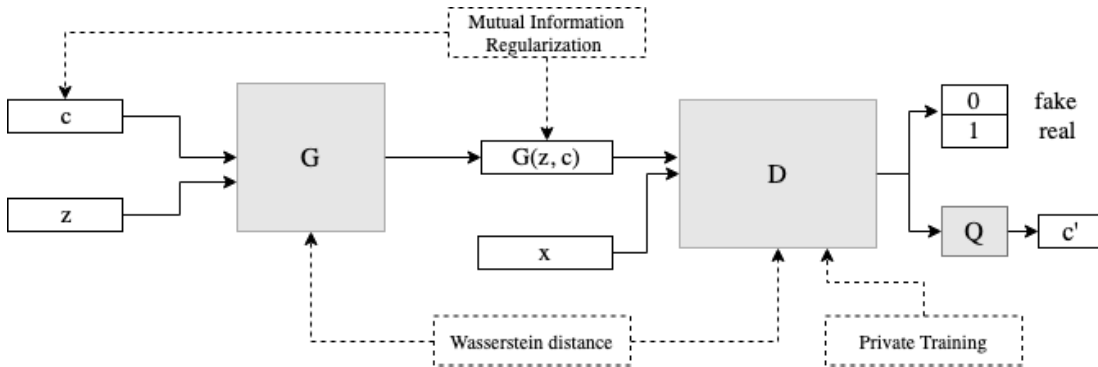 Mutual Information
Regularization
c
z
G
G(z, c)
x
D
0 fake
1 real
Q
c'
Wasserstein distance
Private Training